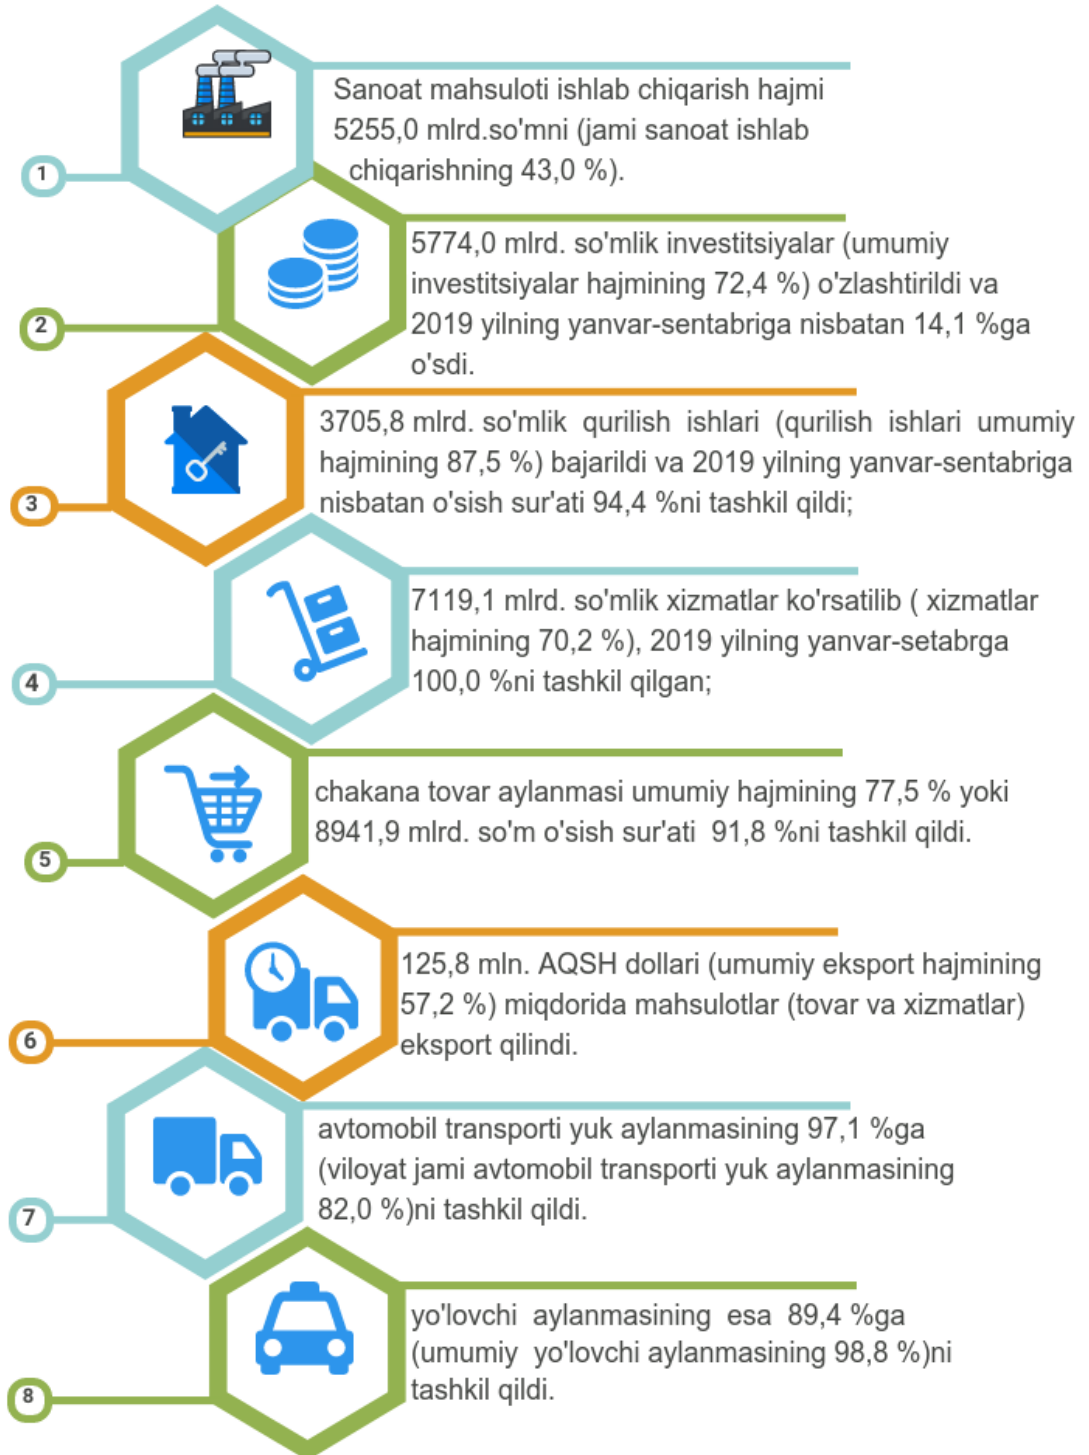 1
Sanoat mahsuloti ishlab chiqarish hajmi
5255,0 mlrd.so'mni (jami sanoat ishlab
chiqarishning 43,0 %).
2
5774,0 mlrd. so'mlik investitsiyalar (umumiy
investitsiyalar hajmining 72,4 %) o'zlashtirildi va
2019 yilning yanvar-sentabriga nisbatan 14,1 %ga
o'sdi.
3
3705,8 mlrd. so'mlik qurilish ishlari (qurilish ishlari umumiy
hajmining 87,5 %) bajarildi va 2019 yilning yanvar-sentabriga
nisbatan o'sish sur'ati 94,4 %ni tashkil qildi;
4
7119,1 mlrd. so'mlik xizmatlar ko'rsatilib ( xizmatlar
hajmining 70,2 %), 2019 yilning yanvar-setabrga
100,0 %ni tashkil qilgan;
5
chakana tovar aylanmasi umumiy hajmining 77,5 % yoki
8941,9 mlrd. so'm o'sish sur'ati 91,8 %ni tashkil qildi.
6
125,8 mln. AQSH dollari (umumiy eksport hajmining
57,2 %) miqdorida mahsulotlar (tovar va xizmatlar)
eksport qilindi.
7
avtomobil transporti yuk aylanmasining 97,1 %ga
(viloyat jami avtomobil transporti yuk aylanmasining
82,0 %)ni tashkil qildi.
8
yo'lovchi aylanmasining esa 89,4 %ga
(umumiy yo'lovchi aylanmasining 98,8 %)ni
tashkil qildi.